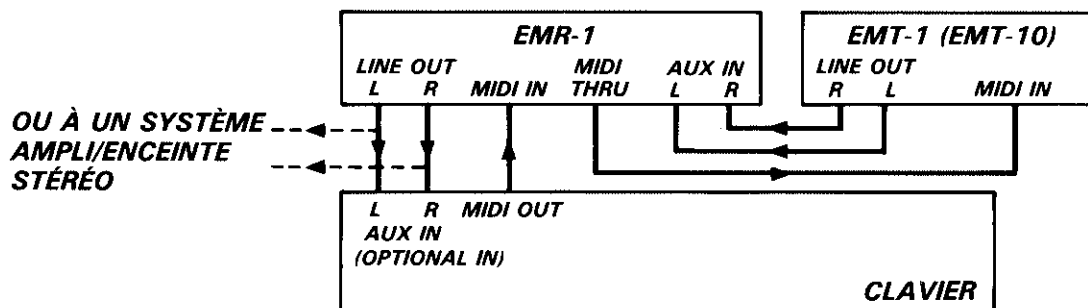 EMR-1
LINE OUT
L R MIDI IN
MIDI
THRU
AUX IN
L R
EMT-1 (EMT-10)
LINE OUT
R L
MIDI IN
OU À UN SYSTÈME
AMPLI/ENCEINTE
STÉRÉO
L R MIDI OUT
AUX IN
(OPTIONAL IN)
CLAVIER